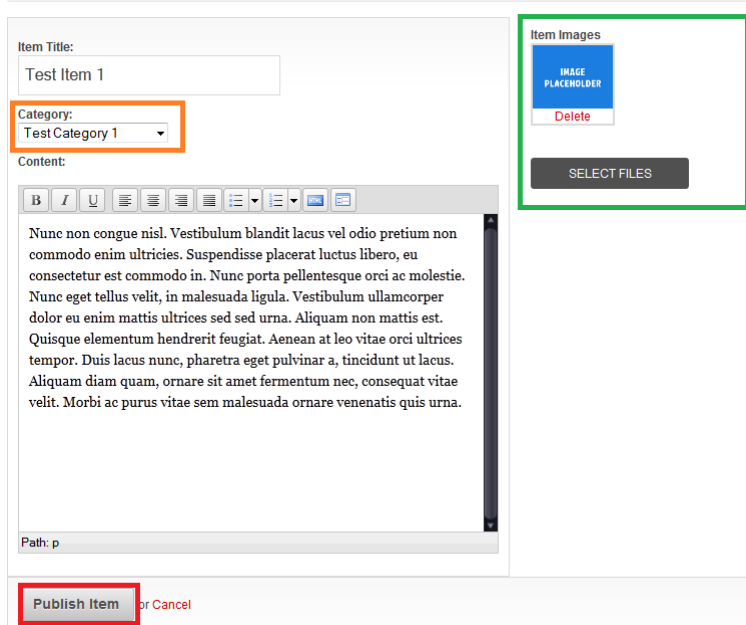 Item Title:
Test Item 1
Category:
Test Category 1
Content:
B I U HTML
Nunc non congue nisl. Vestibulum blandit lacus vel odio pretium non
commodo enim ultricies. Suspendisse placerat luctus libero, eu
consectetur est commodo in. Nunc porta pellentesque orci ac molestie.
Nunc eget tellus velit, in malesuada ligula. Vestibulum ullamcorper
dolor eu enim mattis ultrices sed sed urna. Aliquam non mattis est.
Quisque elementum hendrerit feugiat. Aenean at leo vitae orci ultrices
tempor. Duis lacus nunc, pharetra eget pulvinar a, tincidunt ut lacus.
Aliquam diam quam, ornare sit amet fermentum nec, consequat vitae
velit. Morbi ac purus vitae sem malesuada ornare venenatis quis urna.
Path: p
Publish Item or Cancel
Item Images
IMAGE
PLACEHOLDER
Delete
SELECT FILES